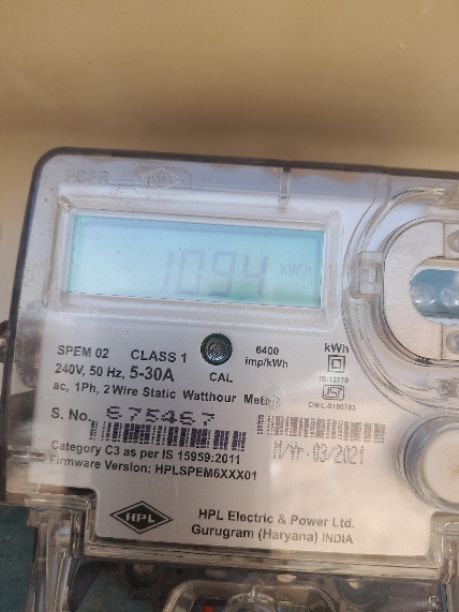 HPL
1094 kWh
SPEM 02 CLASS 1 6400 imp/kWh kWh
240V, 50 Hz, 5-30A CAL IS:13779
ac, 1Ph, 2 Wire Static Watthour Meter
S. No. 675467
M/Yr. 03/2021
Category C3 as per IS 15959:2011
Firmware Version: HPLSPEM6XXX01
HPL
HPL Electric & Power Ltd.
Gurugram (Haryana) INDIA